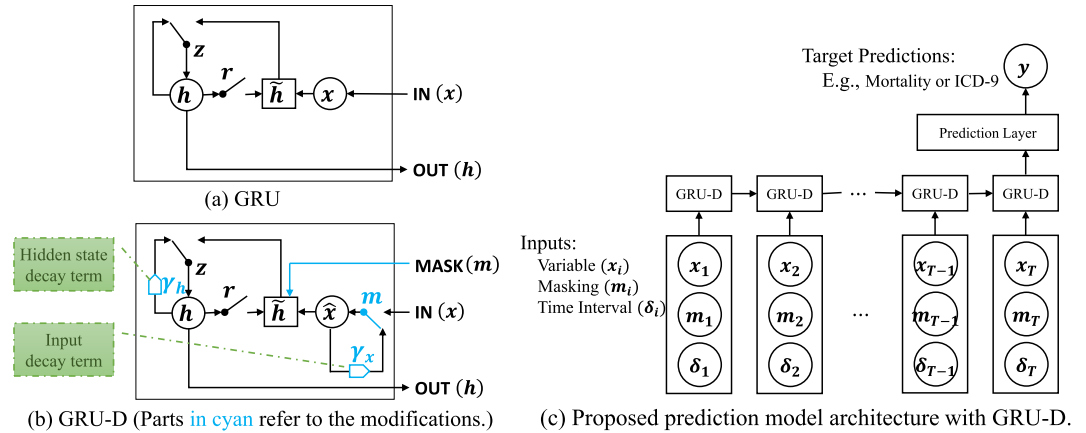 z
r
h
h̃
x
IN (x)
OUT (h)
(a) GRU
Hidden state
decay term
Input
decay term
z
γh
r
h
h̃
x̂
m
γx
MASK (m)
IN (x)
OUT (h)
(b) GRU-D (Parts in cyan refer to the modifications.)
Target Predictions:
E.g., Mortality or ICD-9
y
Prediction Layer
GRU-D GRU-D ... GRU-D GRU-D
Inputs:
Variable (xi)
Masking (mi)
Time Interval (δi)
x1 x2 xT−1 xT
m1 m2 ... mT−1 mT
δ1 δ2 δT−1 δT
(c) Proposed prediction model architecture with GRU-D.